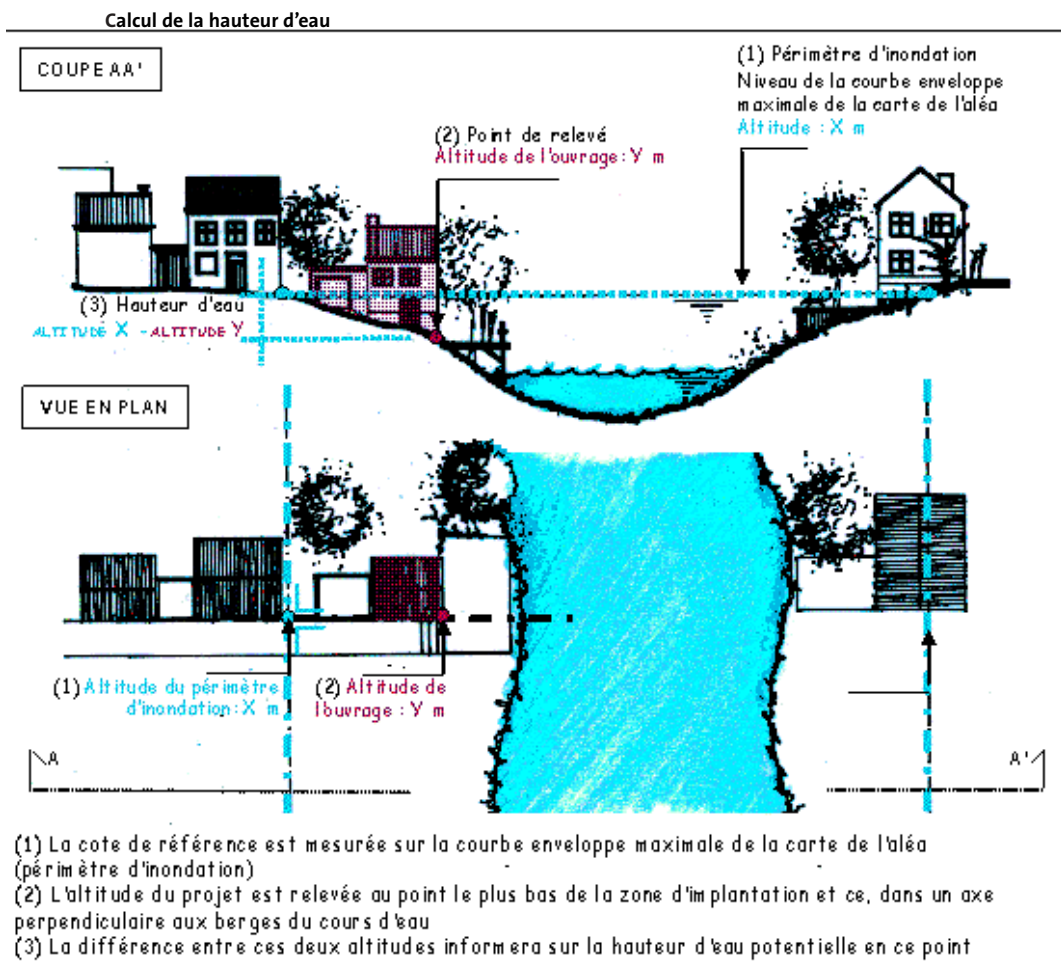 Calcul de la hauteur d'eau
COUPE AA'
(1) Périmètre d'inondation
Niveau de la courbe enveloppe
maximale de la carte de l'aléa
Altitude : X m
(2) Point de relevé
Altitude de l'ouvrage : Y m
(3) Hauteur d'eau
ALTITUDE X - ALTITUDE Y
VUE EN PLAN
(1) Altitude du périmètre
d'inondation : X m
(2) Altitude de
l'ouvrage : Y m
A
A'
(1) La cote de référence est mesurée sur la courbe enveloppe maximale de la carte de l'aléa
(périmètre d'inondation)
(2) L'altitude du projet est relevée au point le plus bas de la zone d'implantation et ce, dans un axe
perpendiculaire aux berges du cours d'eau
(3) La différence entre ces deux altitudes informera sur la hauteur d'eau potentielle en ce point